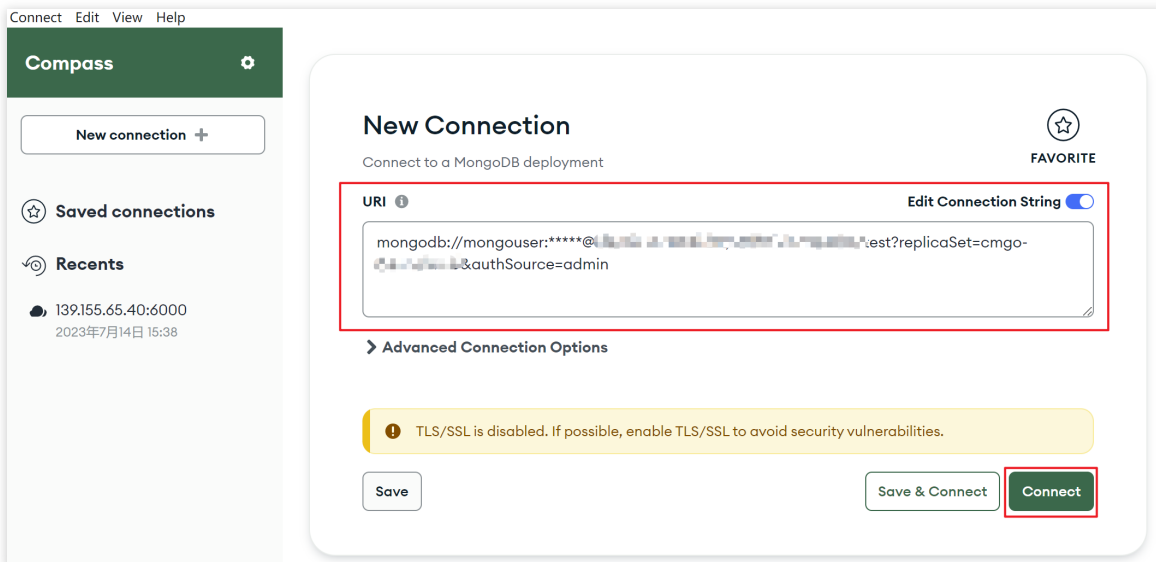 Connect Edit View Help
Compass
New connection
Saved connections
Recents
139.155.65.40:6000
2023年7月14日 15:38
New Connection
Connect to a MongoDB deployment
FAVORITE
URI
Edit Connection String
mongodb://mongouser:*****@ est?replicaSet=cmgo-
&authSource=admin
Advanced Connection Options
TLS/SSL is disabled. If possible, enable TLS/SSL to avoid security vulnerabilities.
Save
Save & Connect
Connect